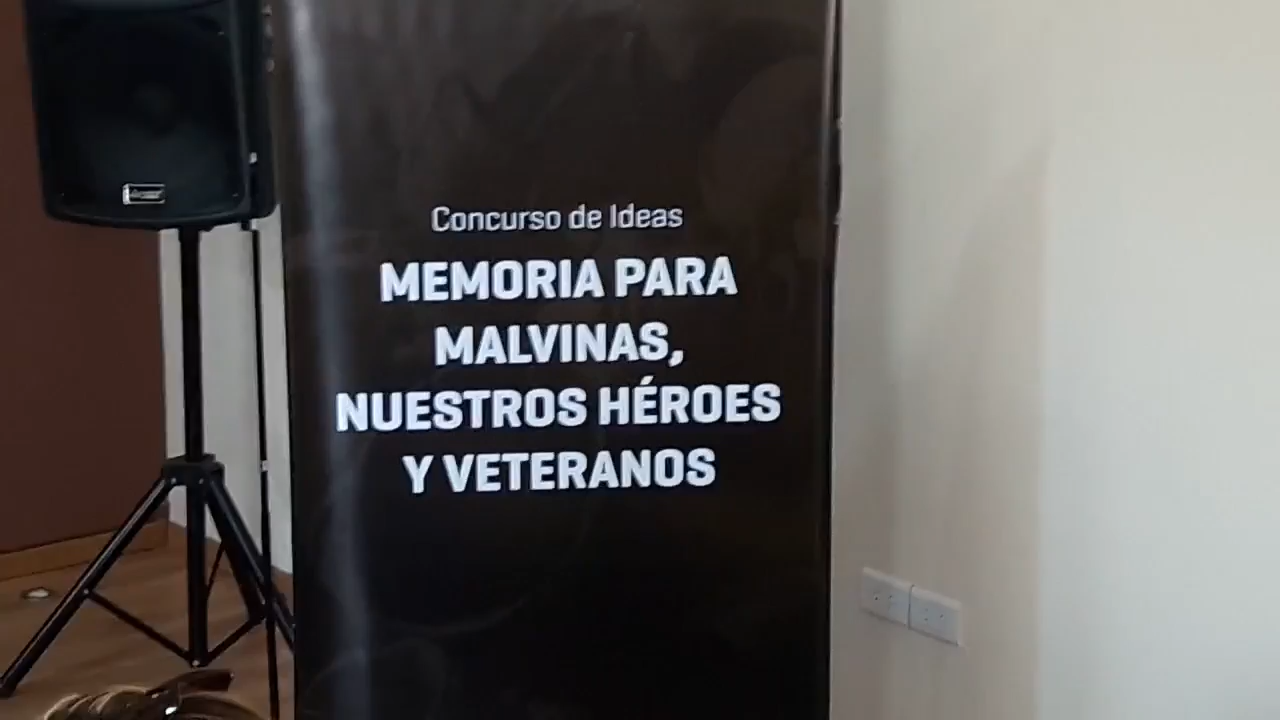 Concurso de Ideas
MEMORIA PARA
MALVINAS,
NUESTROS HÉROES
Y VETERANOS